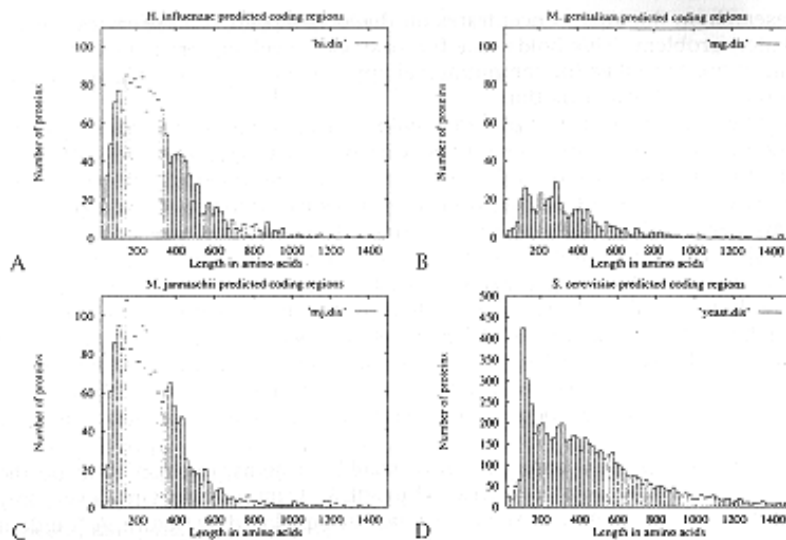 H. influenzae predicted coding regions
"hi.dis"
Number of proteins
100
80
60
40
20
0
200 400 600 800 1000 1200 1400
Length in amino acids
A
M. genitalium predicted coding regions
"mg.dis"
Number of proteins
100
80
60
40
20
0
200 400 600 800 1000 1200 1400
Length in amino acids
B
M. jannaschii predicted coding regions
"mj.dis"
Number of proteins
100
80
60
40
20
0
200 400 600 800 1000 1200 1400
Length in amino acids
C
S. cerevisiae predicted coding regions
"yeast.dis"
Number of proteins
500
450
400
350
300
250
200
150
100
50
0
200 400 600 800 1000 1200 1400
Length in amino acids
D